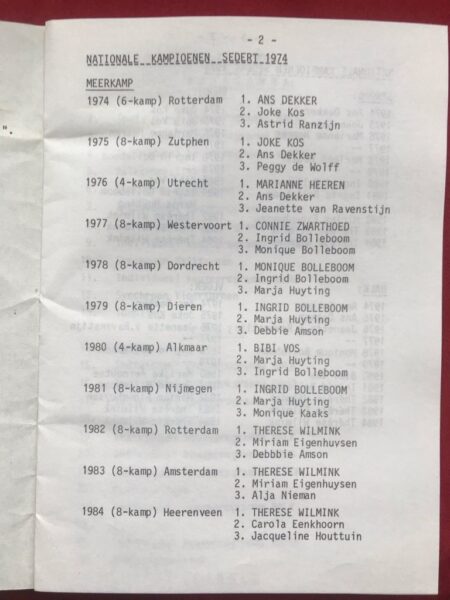 - 2 -
NATIONALE KAMPIOENEN SEDERT 1974
MEERKAMP
1974 (6-kamp) Rotterdam 1. ANS DEKKER
2. Joke Kos
3. Astrid Ranzijn
1975 (8-kamp) Zutphen 1. JOKE KOS
2. Ans Dekker
3. Peggy de Wolff
1976 (4-kamp) Utrecht 1. MARIANNE HEEREN
2. Ans Dekker
3. Jeanette van Ravenstijn
1977 (8-kamp) Westervoort 1. CONNIE ZWARTHOED
2. Ingrid Bolleboom
3. Monique Bolleboom
1978 (8-kamp) Dordrecht 1. MONIQUE BOLLEBOOM
2. Ingrid Bolleboom
3. Marja Huyting
1979 (8-kamp) Dieren 1. INGRID BOLLEBOOM
2. Marja Huyting
3. Debbie Amson
1980 (4-kamp) Alkmaar 1. BIBI VOS
2. Marja Huyting
3. Ingrid Bolleboom
1981 (8-kamp) Nijmegen 1. INGRID BOLLEBOOM
2. Marja Huyting
3. Monique Kaaks
1982 (8-kamp) Rotterdam 1. THERESE WILMINK
2. Miriam Eigenhuysen
3. Debbbie Amson
1983 (8-kamp) Amsterdam 1. THERESE WILMINK
2. Miriam Eigenhuysen
3. Alja Nieman
1984 (8-kamp) Heerenveen 1. THERESE WILMINK
2. Carola Eenkhoorn
3. Jacqueline Houttuin